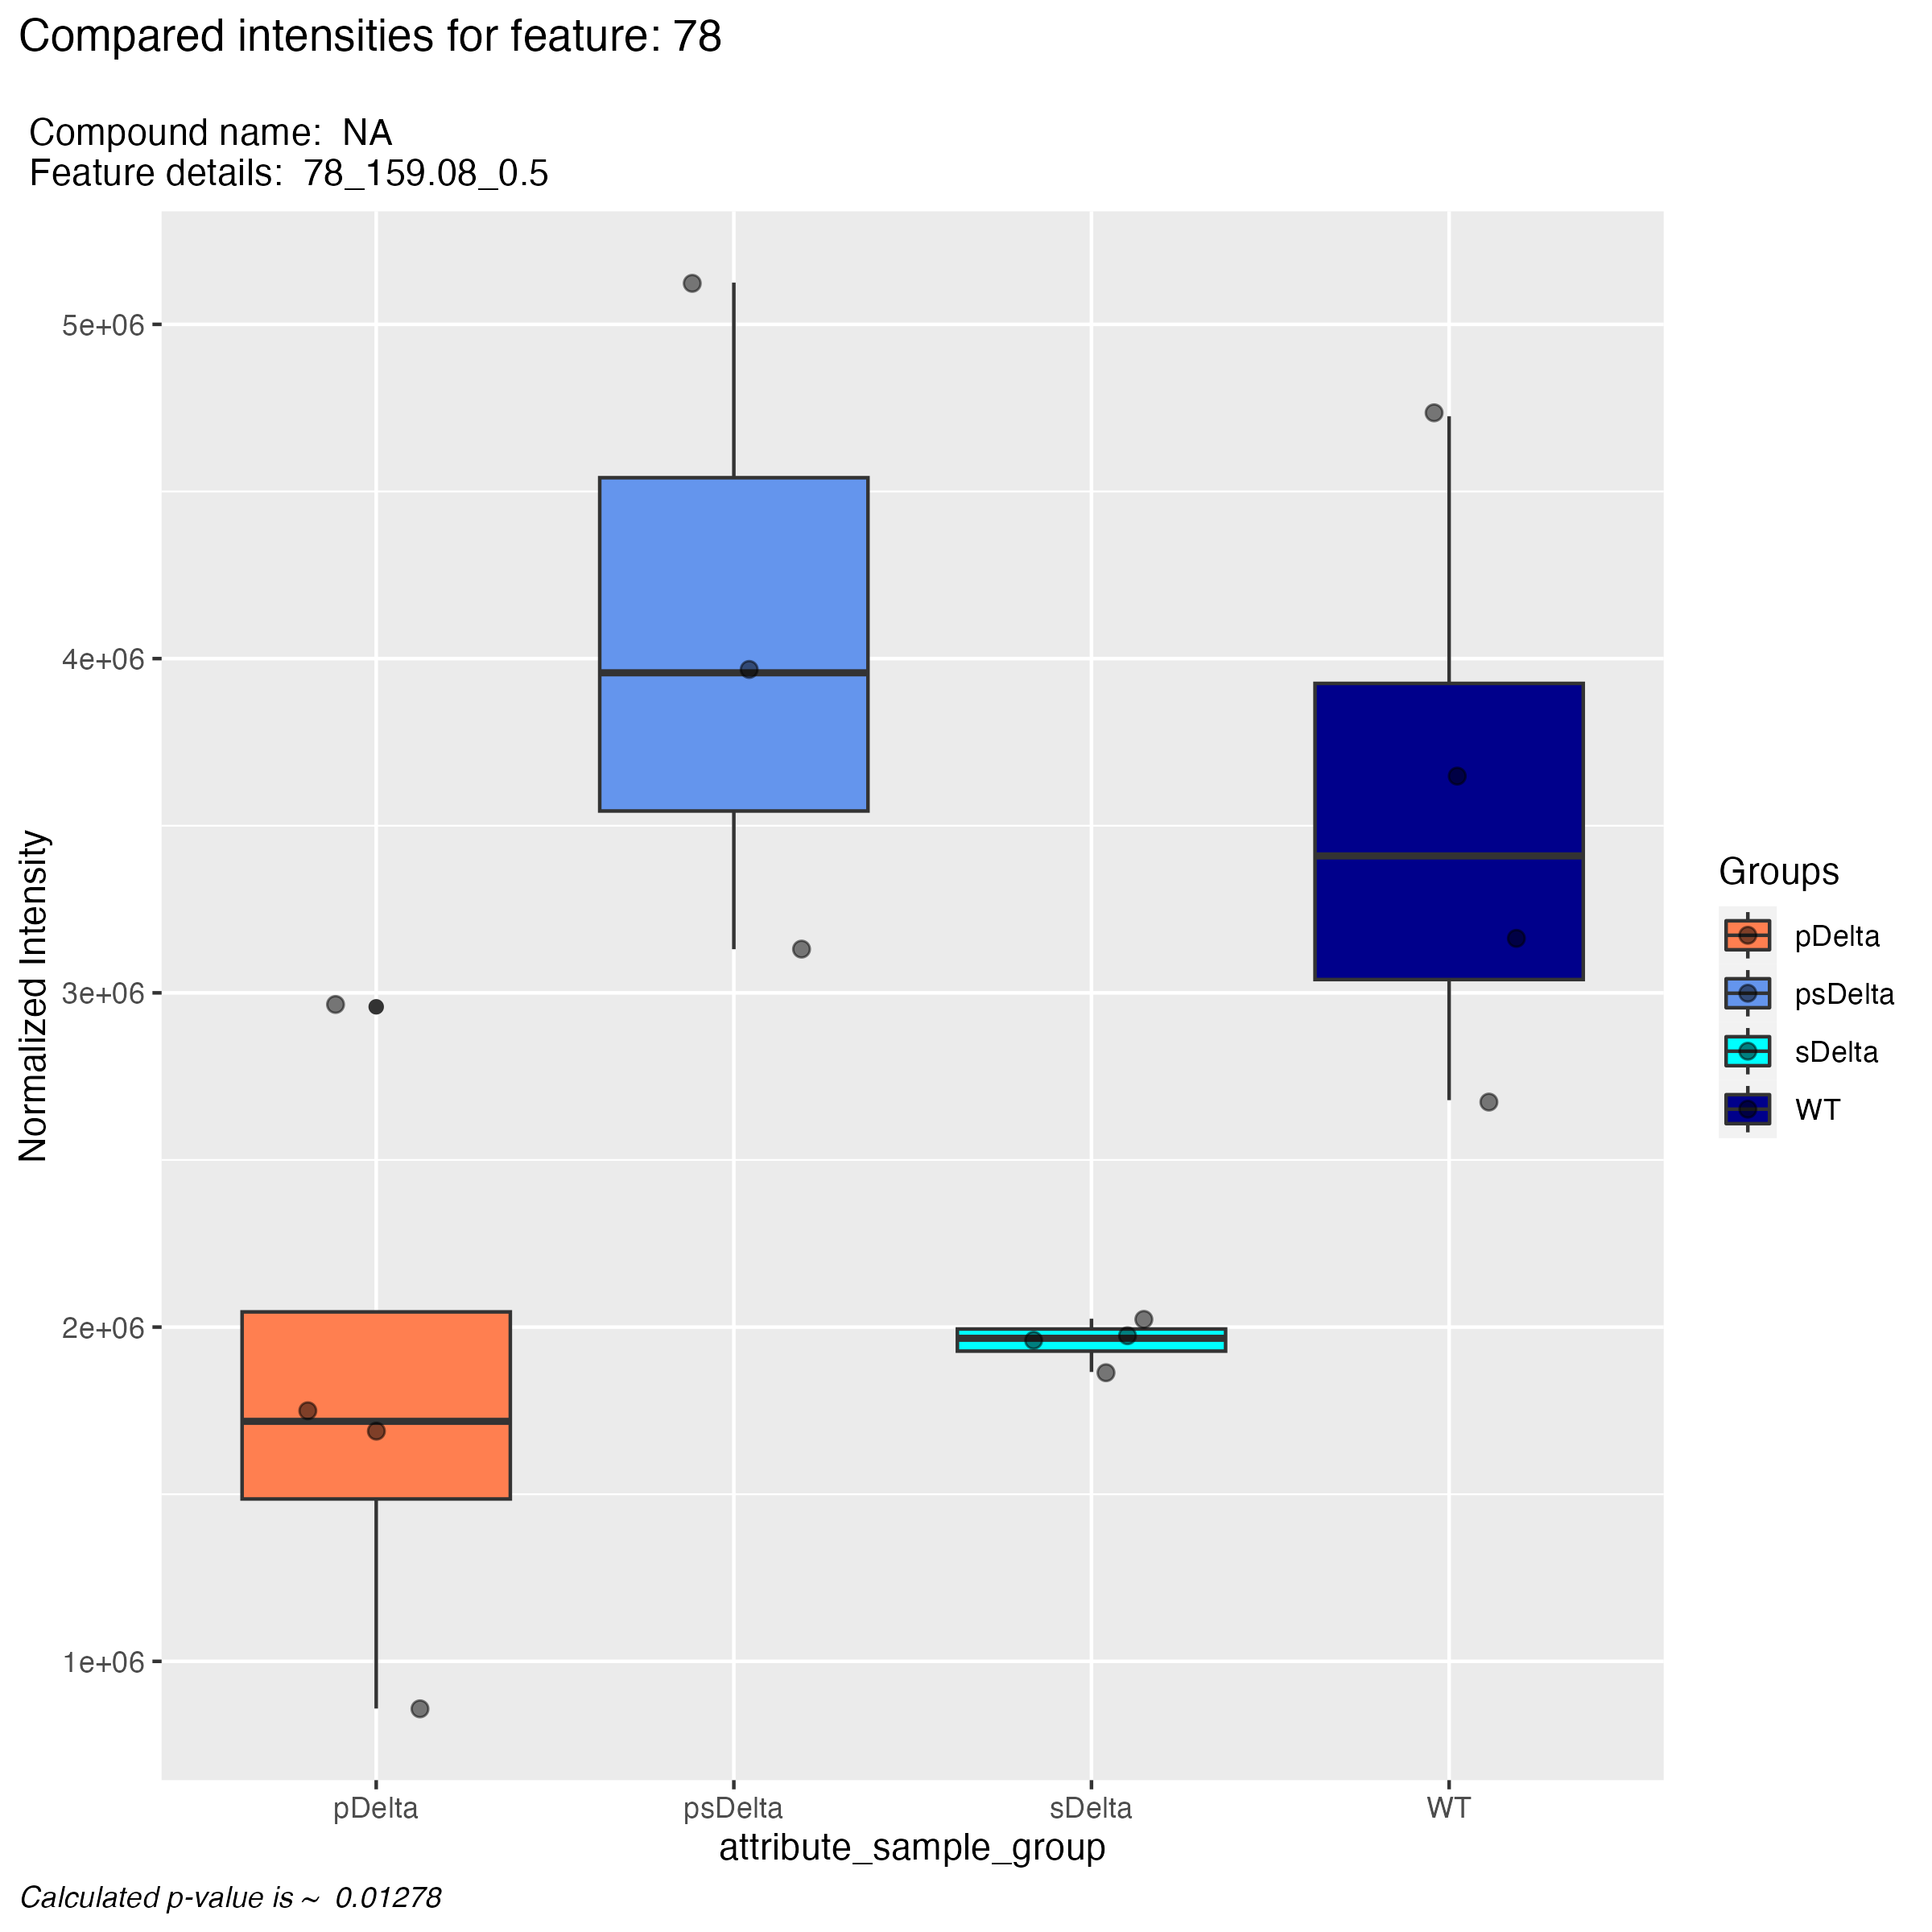 Compared intensities for feature: 78
Compound name: NA
Feature details: 78_159.08_0.5
Normalized Intensity
5e+06
4e+06
3e+06
2e+06
1e+06
pDelta
psDelta
sDelta
WT
attribute_sample_group
Groups
pDelta
psDelta
sDelta
WT
Calculated p-value is ~ 0.01278